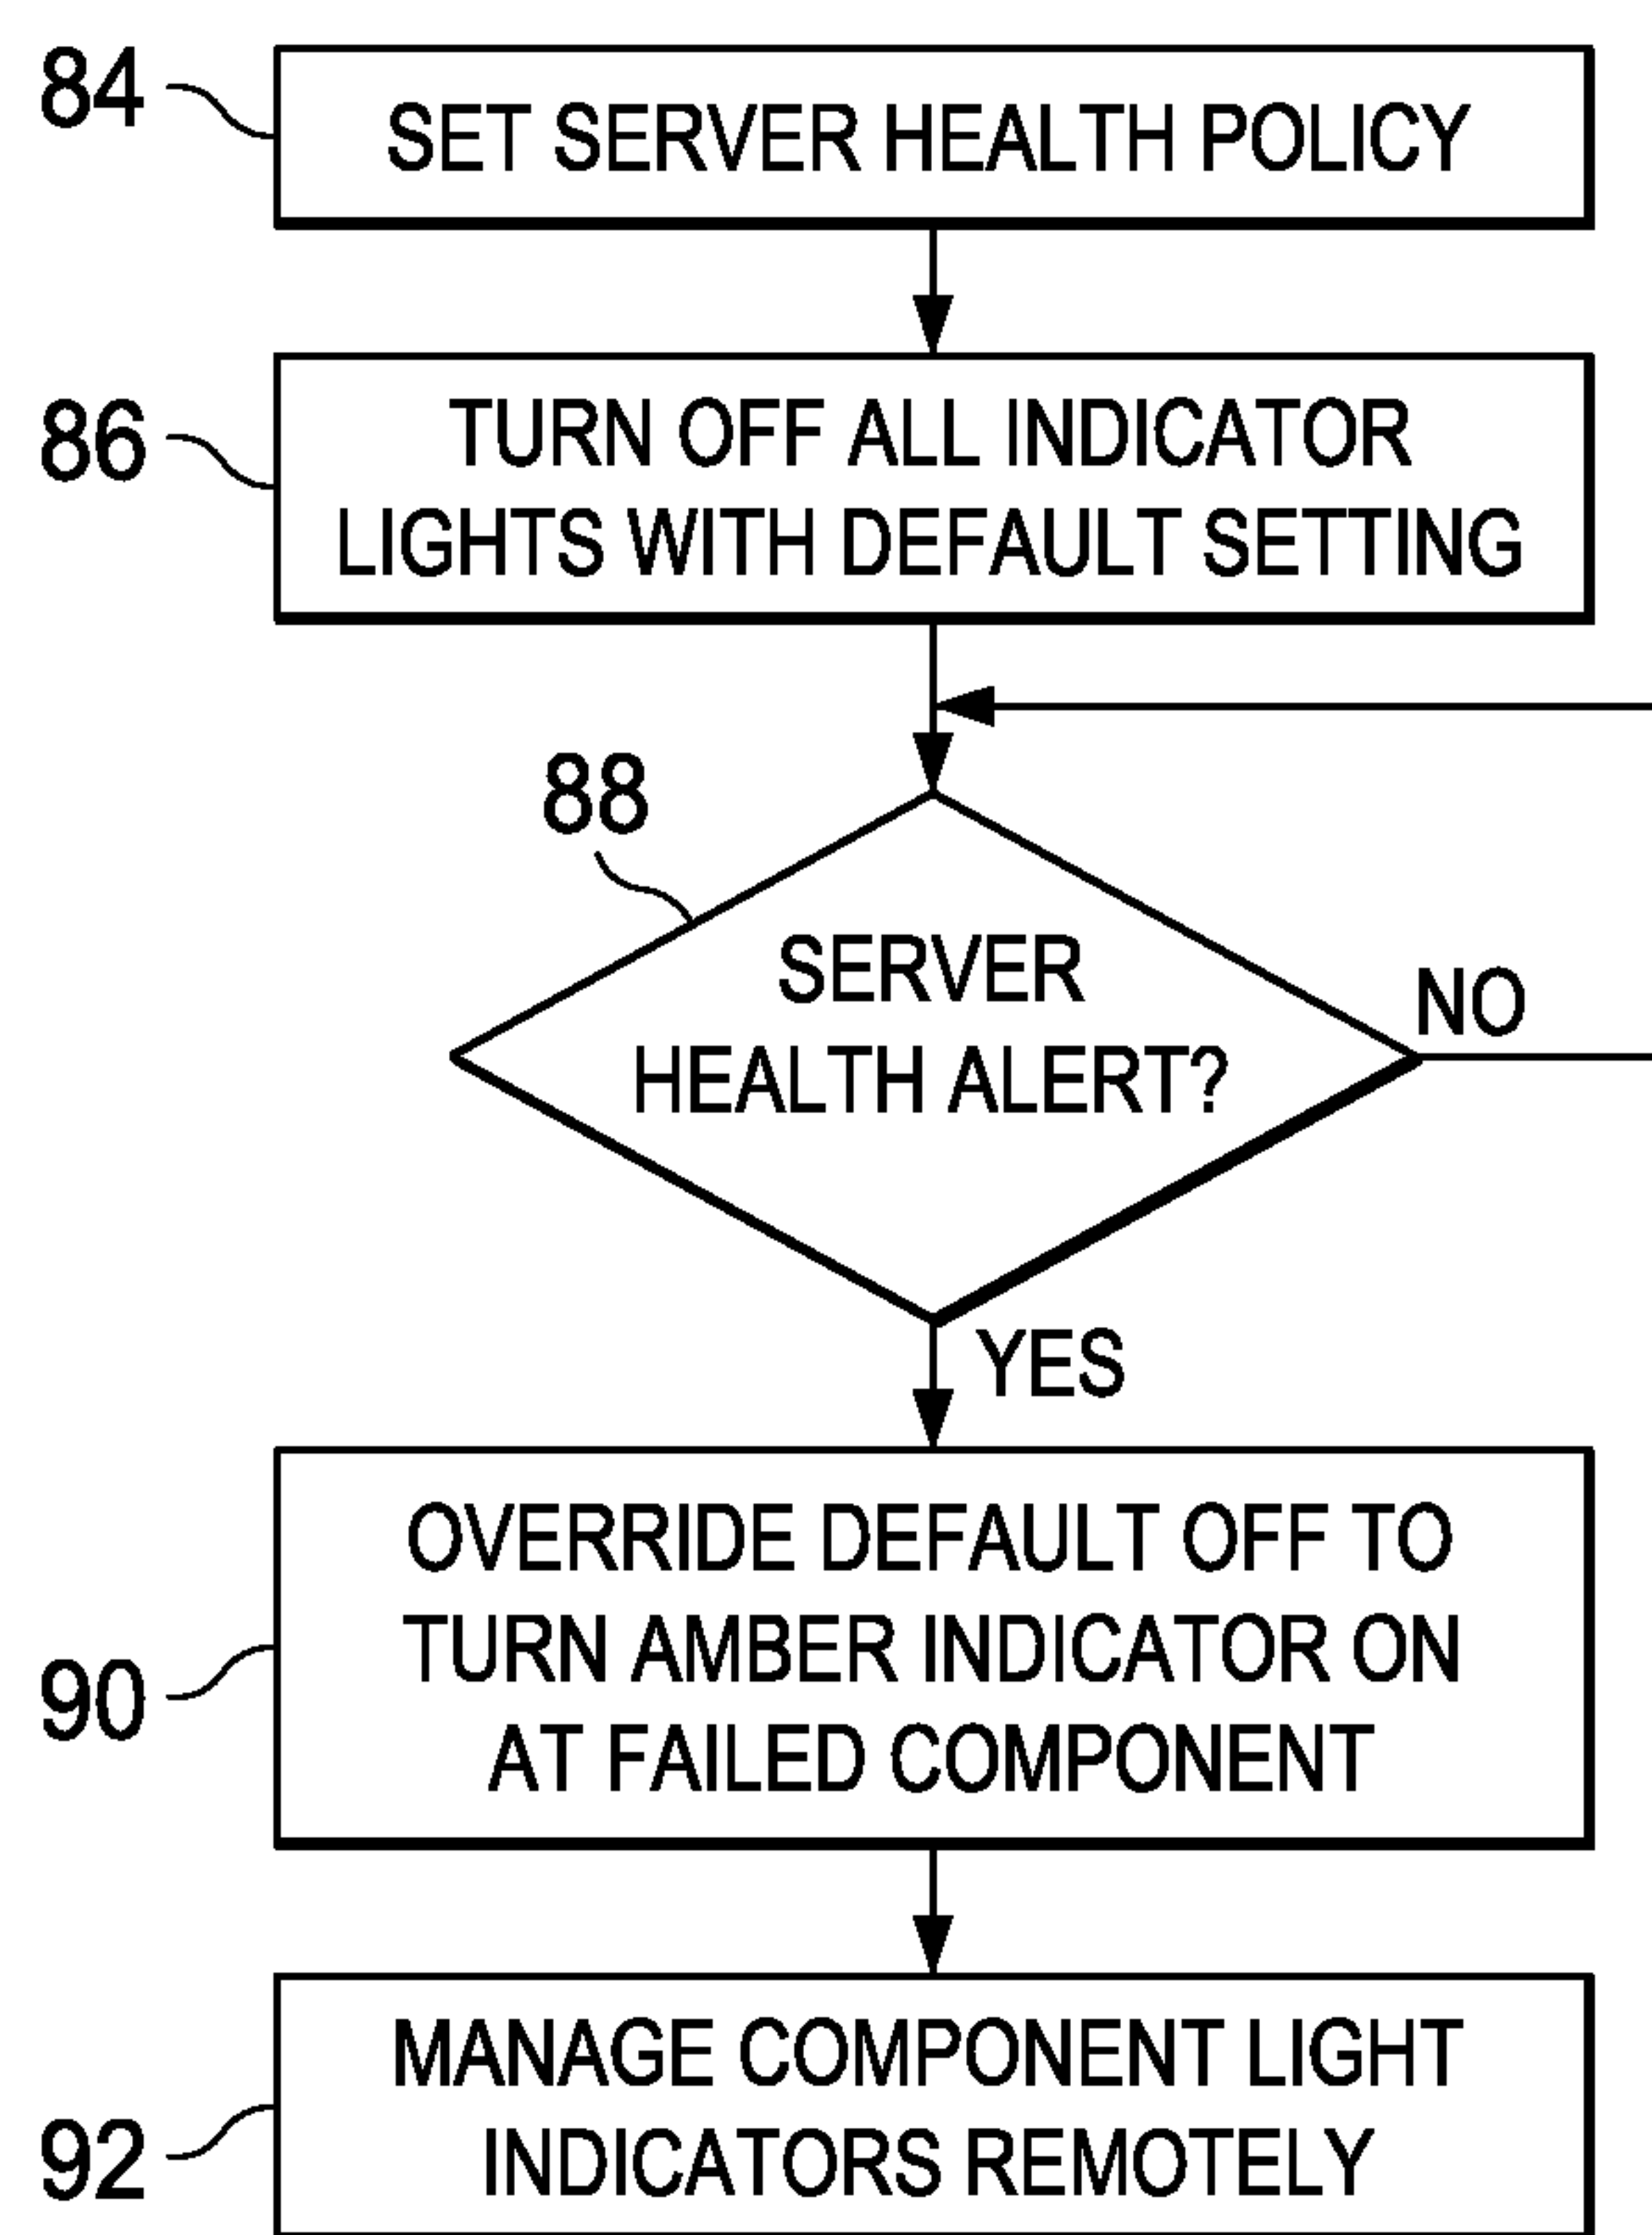 84
SET SERVER HEALTH POLICY
86
TURN OFF ALL INDICATOR
LIGHTS WITH DEFAULT SETTING
88
SERVER
HEALTH ALERT?
NO
YES
90
OVERRIDE DEFAULT OFF TO
TURN AMBER INDICATOR ON
AT FAILED COMPONENT
92
MANAGE COMPONENT LIGHT
INDICATORS REMOTELY